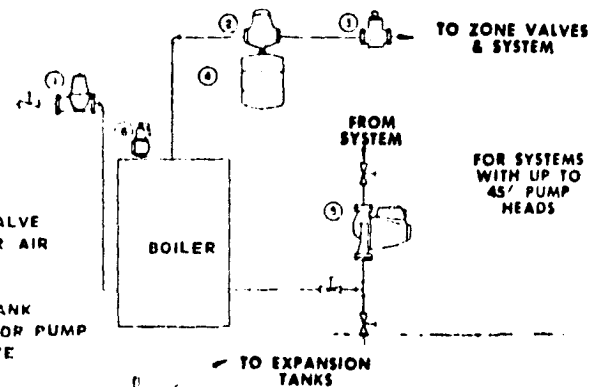 TO ZONE VALVES
& SYSTEM
FROM
SYSTEM
FOR SYSTEMS
WITH UP TO
45' PUMP
HEADS
ALVE
R AIR
BOILER
ANK
OR PUMP
TE
TO EXPANSION
TANKS